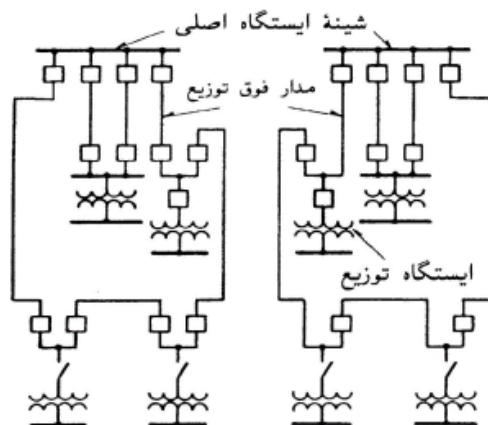 شینهٔ ایستگاه اصلی
مدار فوق توزیع
ایستگاه توزیع